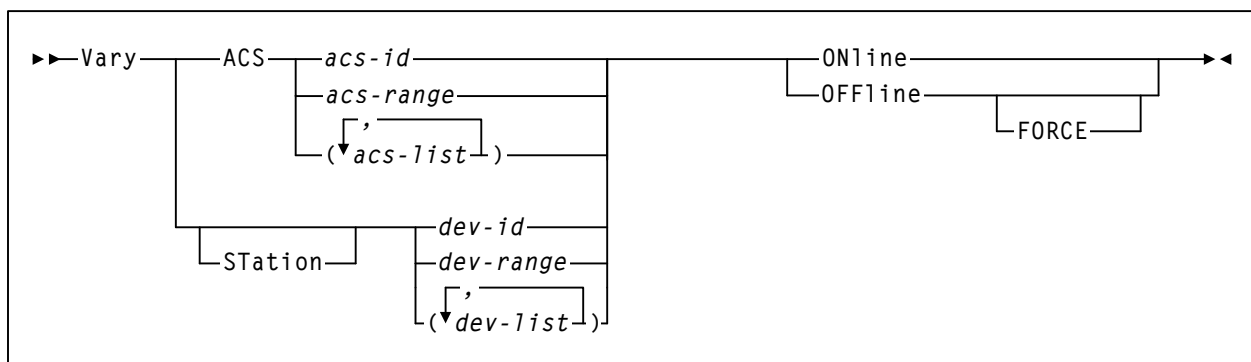 Vary ACS acs-id ONline
acs-range OFFline
, FORCE
( acs-list )
dev-id
STation dev-range
,
( dev-list )